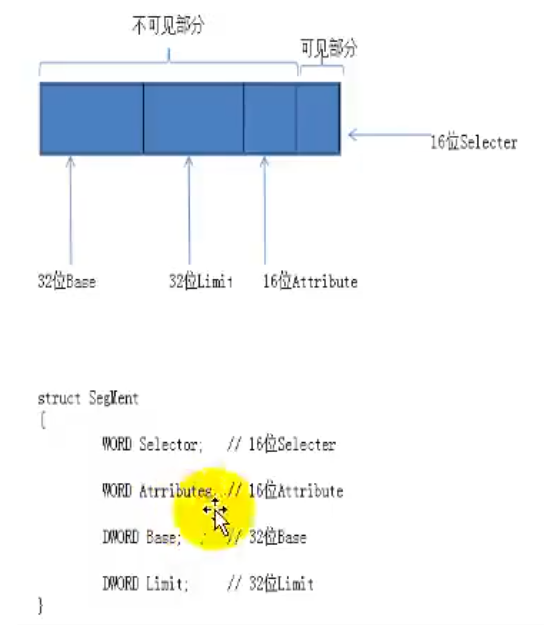 不可见部分
可见部分
16位Selecter
32位Base
32位Limit
16位Attribute
struct SegMent
{
WORD Selector; // 16位Selecter
WORD Atrributes; // 16位Attribute
DWORD Base; // 32位Base
DWORD Limit; // 32位Limit
}